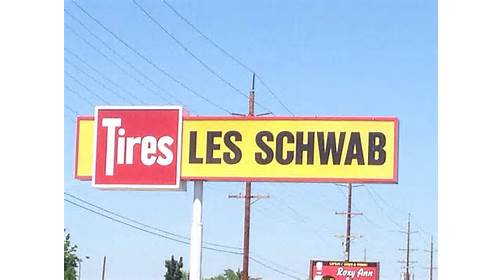 Tires LES SCHWAB
Roxy Ann